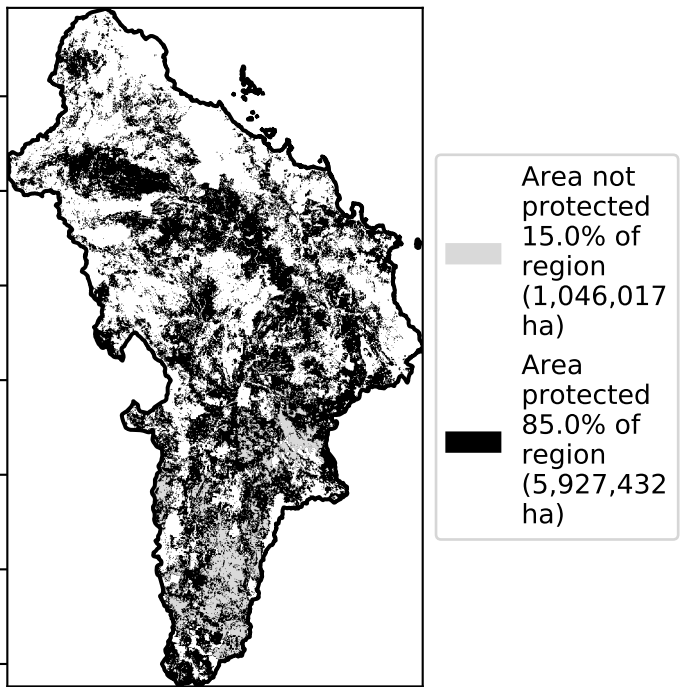 Area not
protected
15.0% of
region
(1,046,017
ha)
Area
protected
85.0% of
region
(5,927,432
ha)